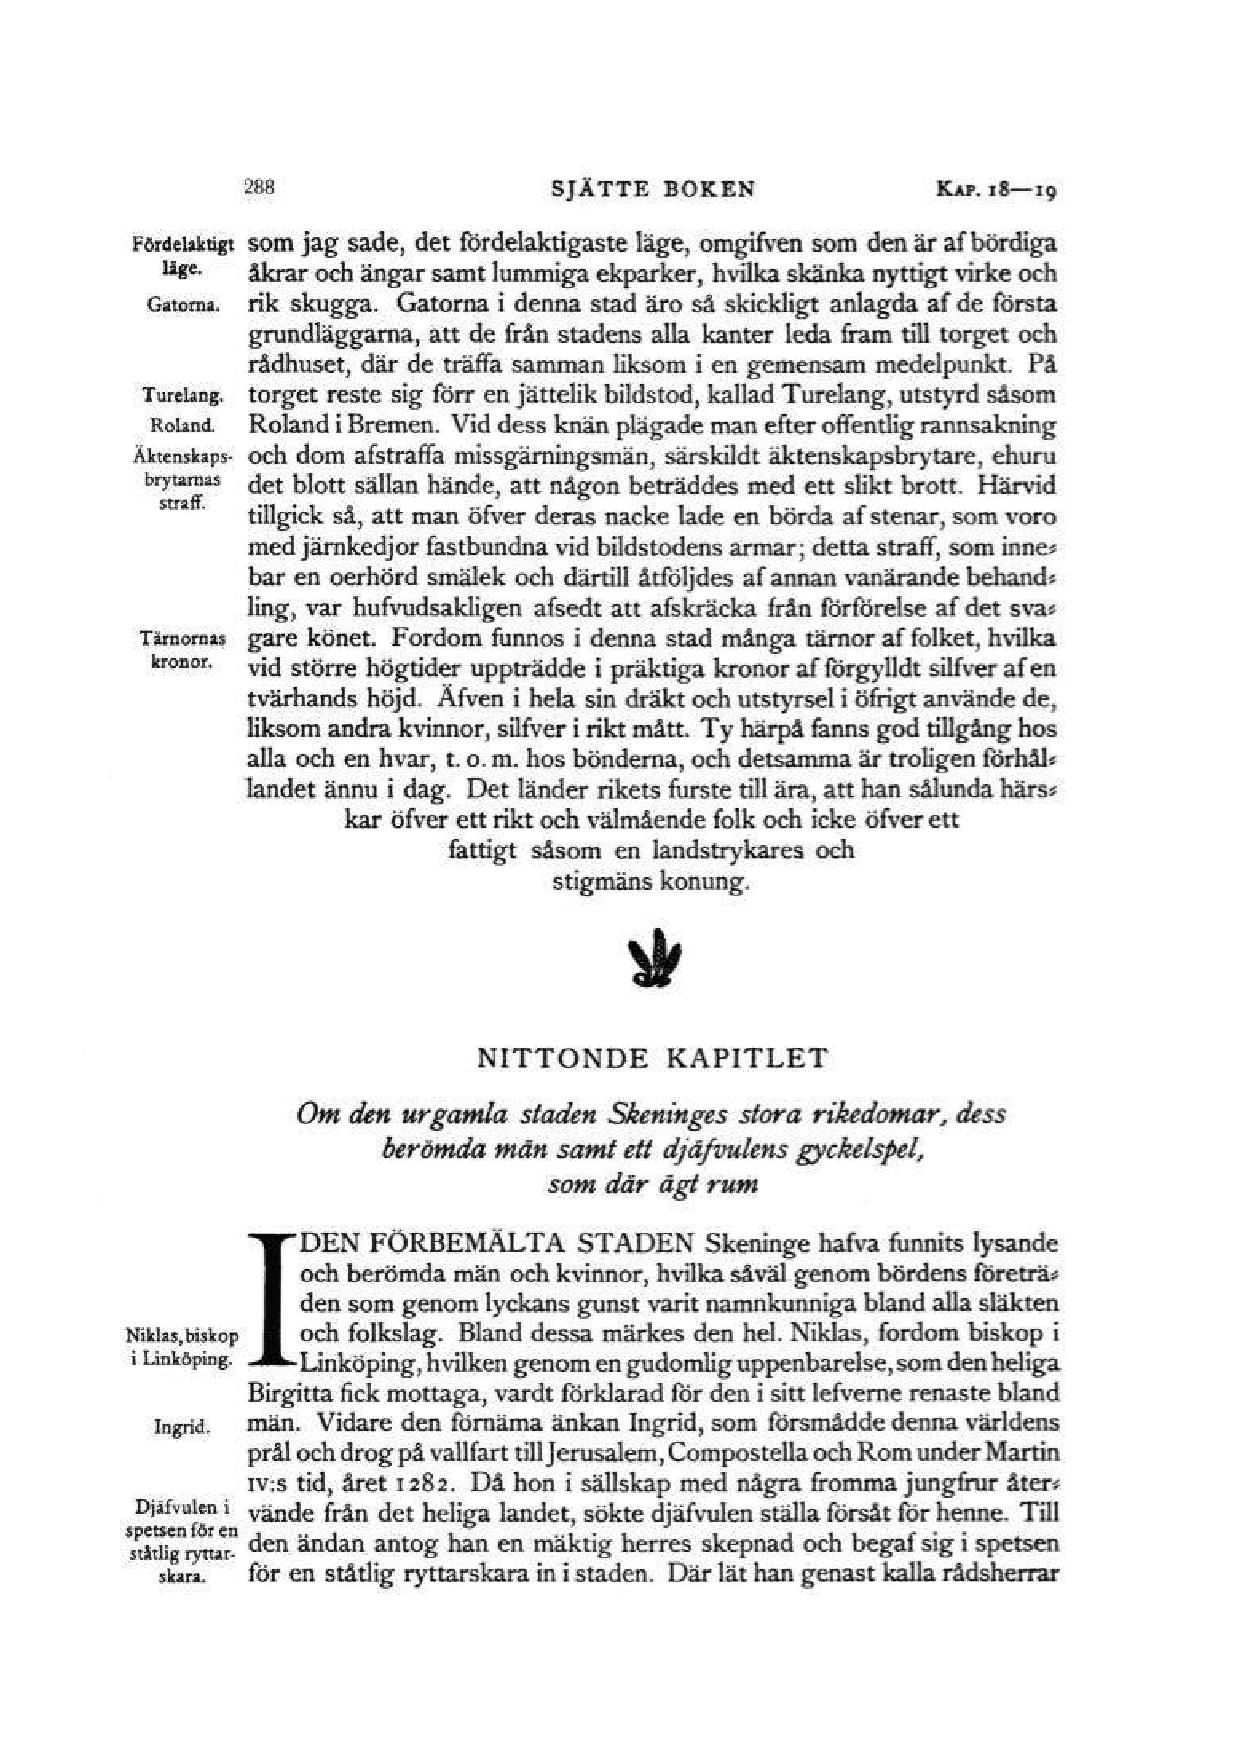 288 SJÄTTE BOKEN KAP. 18—19
Fördelaktigt som jag sade, det fördelaktigaste läge, omgifven som den är af bördiga
läge. åkrar och ängar samt lummiga ekparker, hvilka skänka nyttigt virke och
Gatorna. rik skugga. Gatorna i denna stad äro så skickligt anlagda af de första
grundläggarna, att de från stadens alla kanter leda fram till torget och
rådhuset, där de träffa samman liksom i en gemensam medelpunkt. På
Turelang. torget reste sig förr en jättelik bildstod, kallad Turelang, utstyrd såsom
Roland. Roland i Bremen. Vid dess knän plägade man efter offentlig rannsakning
Äktenskaps- och dom afstraffa missgärningsmän, särskildt äktenskapsbrytare, ehuru
brytarnas det blott sällan hände, att någon beträddes med ett slikt brott. Härvid
straff. tillgick så, att man öfver deras nacke lade en börda af stenar, som voro
med järnkedjor fastbundna vid bildstodens armar; detta straff, som inne-
bar en oerhörd smälek och därtill åtföljdes af annan vanärande behand-
ling, var hufvudsakligen afsedt att afskräcka från förförelse af det sva-
Tärnornas gare könet. Fordom funnos i denna stad många tärnor af folket, hvilka
kronor. vid större högtider uppträdde i präktiga kronor af förgylldt silfver af en
tvärhands höjd. Äfven i hela sin dräkt och utstyrsel i öfrigt använde de,
liksom andra kvinnor, silfver i rikt mått. Ty härpå fanns god tillgång hos
alla och en hvar, t. o. m. hos bönderna, och detsamma är troligen förhål-
landet ännu i dag. Det länder rikets furste till ära, att han sålunda härs-
kar öfver ett rikt och välmående folk och icke öfver ett
fattigt såsom en landstrykares och
stigmäns konung.
NITTONDE KAPITLET
Om den urgamla staden Skeninges stora rikedomar, dess
berömda män samt ett djäfvulens gyckelspel,
som där ägt rum
I DEN FÖRBEMÄLTA STADEN Skeninge hafva funnits lysande
och berömda män och kvinnor, hvilka såväl genom bördens företrä-
den som genom lyckans gunst varit namnkunniga bland alla släkten
Niklas, biskop och folkslag. Bland dessa märkes den hel. Niklas, fordom biskop i
i Linköping. Linköping, hvilken genom en gudomlig uppenbarelse, som den heliga
Birgitta fick mottaga, vardt förklarad för den i sitt lefverne renaste bland
Ingrid. män. Vidare den förnäma änkan Ingrid, som försmådde denna världens
prål och drog på vallfart till Jerusalem, Compostella och Rom under Martin
IV:s tid, året 1282. Då hon i sällskap med några fromma jungfrur åter-
Djäfvulen i vände från det heliga landet, sökte djäfvulen ställa försåt för henne. Till
spetsen för en den ändan antog han en mäktig herres skepnad och begaf sig i spetsen
ståtlig ryttar-
skara. för en ståtlig ryttarskara in i staden. Där lät han genast kalla rådsherrar